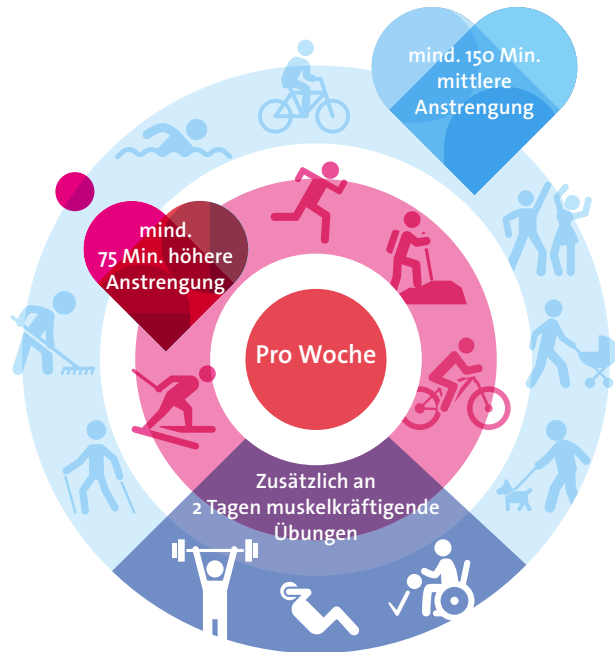 mind. 150 Min.
mittlere
Anstrengung
mind.
75 Min. höhere
Anstrengung
Pro Woche
Zusätzlich an
2 Tagen muskelkräftigende
Übungen